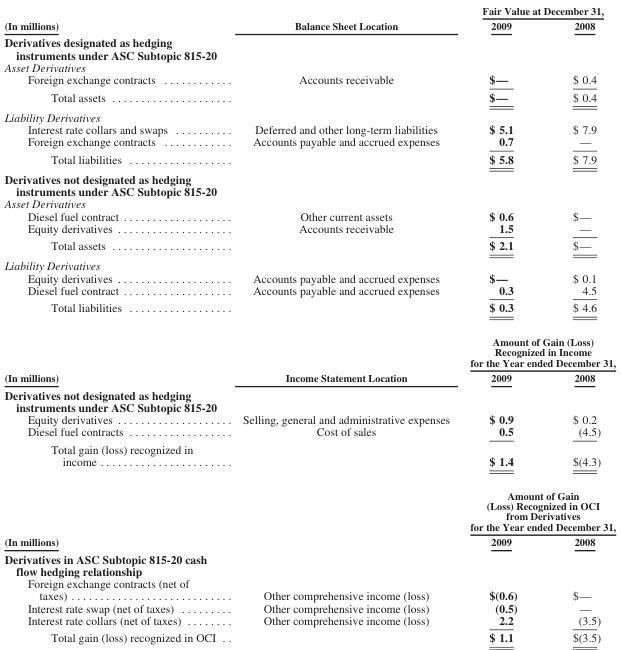 Fair Value at December 31,
(In millions) Balance Sheet Location 2009 2008
Derivatives designated as hedging
instruments under ASC Subtopic 815-20
Asset Derivatives
Foreign exchange contracts ............ Accounts receivable $— $ 0.4
Total assets ..................... $— $ 0.4
Liability Derivatives
Interest rate collars and swaps .......... Deferred and other long-term liabilities $ 5.1 $ 7.9
Foreign exchange contracts ............ Accounts payable and accrued expenses 0.7 —
Total liabilities .................. $ 5.8 $ 7.9
Derivatives not designated as hedging
instruments under ASC Subtopic 815-20
Asset Derivatives
Diesel fuel contract ................... Other current assets $ 0.6 $—
Equity derivatives .................... Accounts receivable 1.5 —
Total assets ..................... $ 2.1 $—
Liability Derivatives
Equity derivatives .................... Accounts payable and accrued expenses $— $ 0.1
Diesel fuel contract ................... Accounts payable and accrued expenses 0.3 4.5
Total liabilities .................. $ 0.3 $ 4.6
Amount of Gain (Loss)
Recognized in Income
for the Year ended December 31,
(In millions) Income Statement Location 2009 2008
Derivatives not designated as hedging
instruments under ASC Subtopic 815-20
Equity derivatives .................... Selling, general and administrative expenses $ 0.9 $ 0.2
Diesel fuel contracts .................. Cost of sales 0.5 (4.5)
Total gain (loss) recognized in
income ....................... $ 1.4 $(4.3)
Amount of Gain
(Loss) Recognized in OCI
from Derivatives
for the Year ended December 31,
(In millions) 2009 2008
Derivatives in ASC Subtopic 815-20 cash
flow hedging relationship
Foreign exchange contracts (net of
taxes) ............................ Other comprehensive income (loss) $(0.6) $—
Interest rate swap (net of taxes) ......... Other comprehensive income (loss) (0.5) —
Interest rate collars (net of taxes) ........ Other comprehensive income (loss) 2.2 (3.5)
Total gain (loss) recognized in OCI .. $ 1.1 $(3.5)